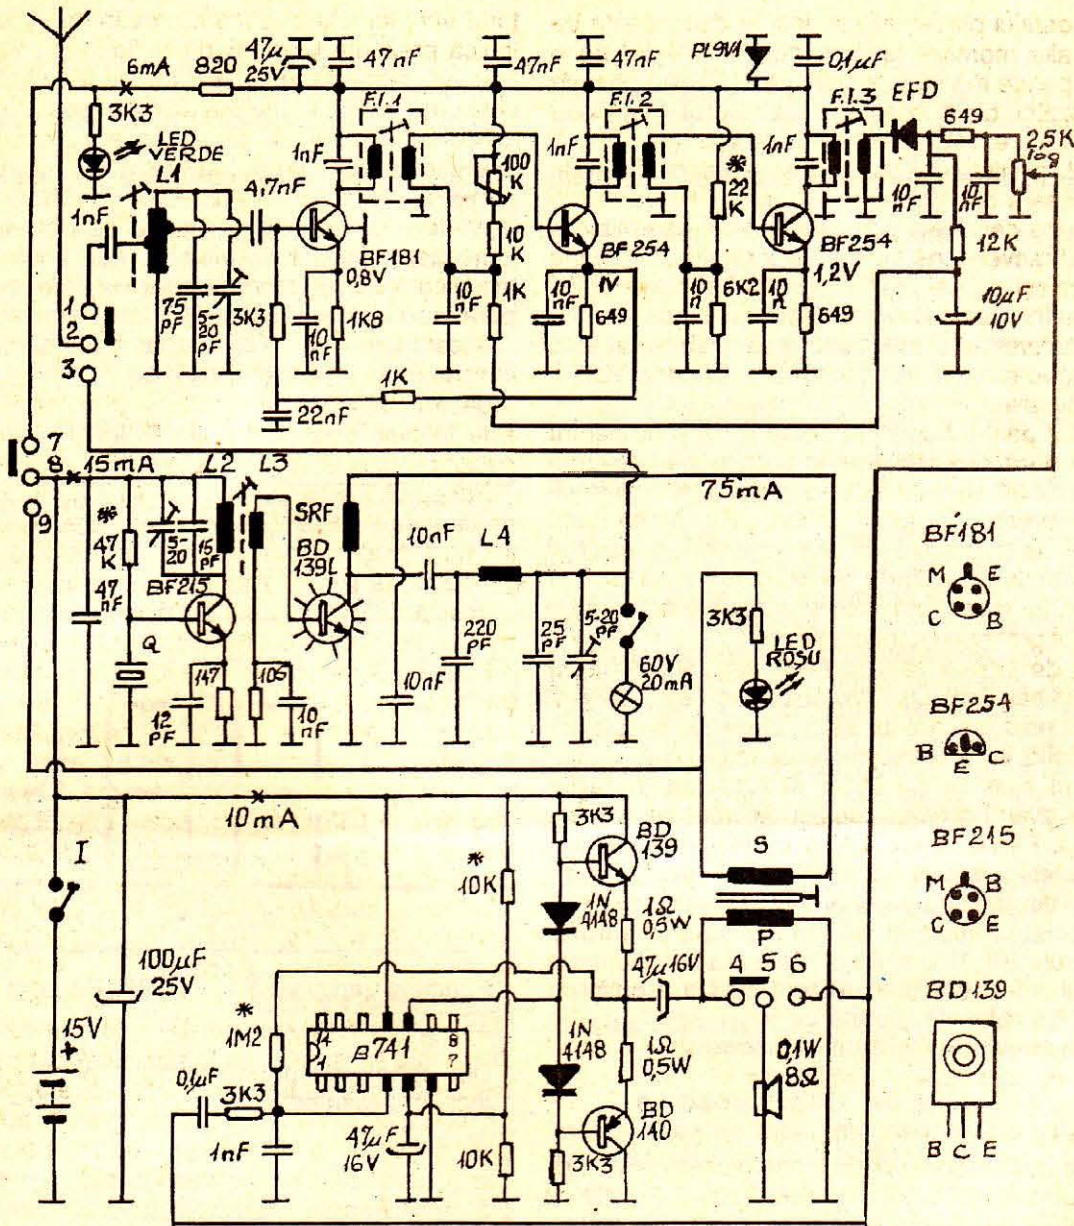 6mA
820
47µ
25V
47nF
47nF
47nF
PL9V1
0,1µF
3K3
LED
VERDE
L1
1nF
4,7nF
1nF
F.I.1
F.I.2
F.I.3
EFD
649
2,5K
log
100
K
1nF
*
22
K
1nF
10
nF
10
nF
BF181
0,8V
10
K
BF254
BF254
12K
1
2
3
75
pF
5-
20
pF
3K3
10
nF
1K8
10
nF
1K
10
nF
1V
649
10
n
6K2
10
n
1,2V
649
10µF
10V
1K
22nF
7
8
9
15mA
L2
L3
SRF
75mA
*
47
K
5-
20
15
pF
BF215
BD
139
10nF
L4
47
nF
Q
147
12
pF
105
10
nF
10nF
220
pF
25
pF
5-20
pF
60V
20mA
3K3
LED
ROȘU
BF181
M
E
C
B
BF254
B
E
C
BF215
M
B
C
E
BD139
B C E
10mA
I
15V
+
100µF
25V
*
10K
3K3
BD
139
1N
4148
1Ω
0,5W
S
P
47µ16V
4
5
6
*
1M2
14
1
β741
8
7
1N
4148
1Ω
0,5W
0,1W
8Ω
0,1µF
3K3
1nF
47µF
16V
10K
BD
140
3K3